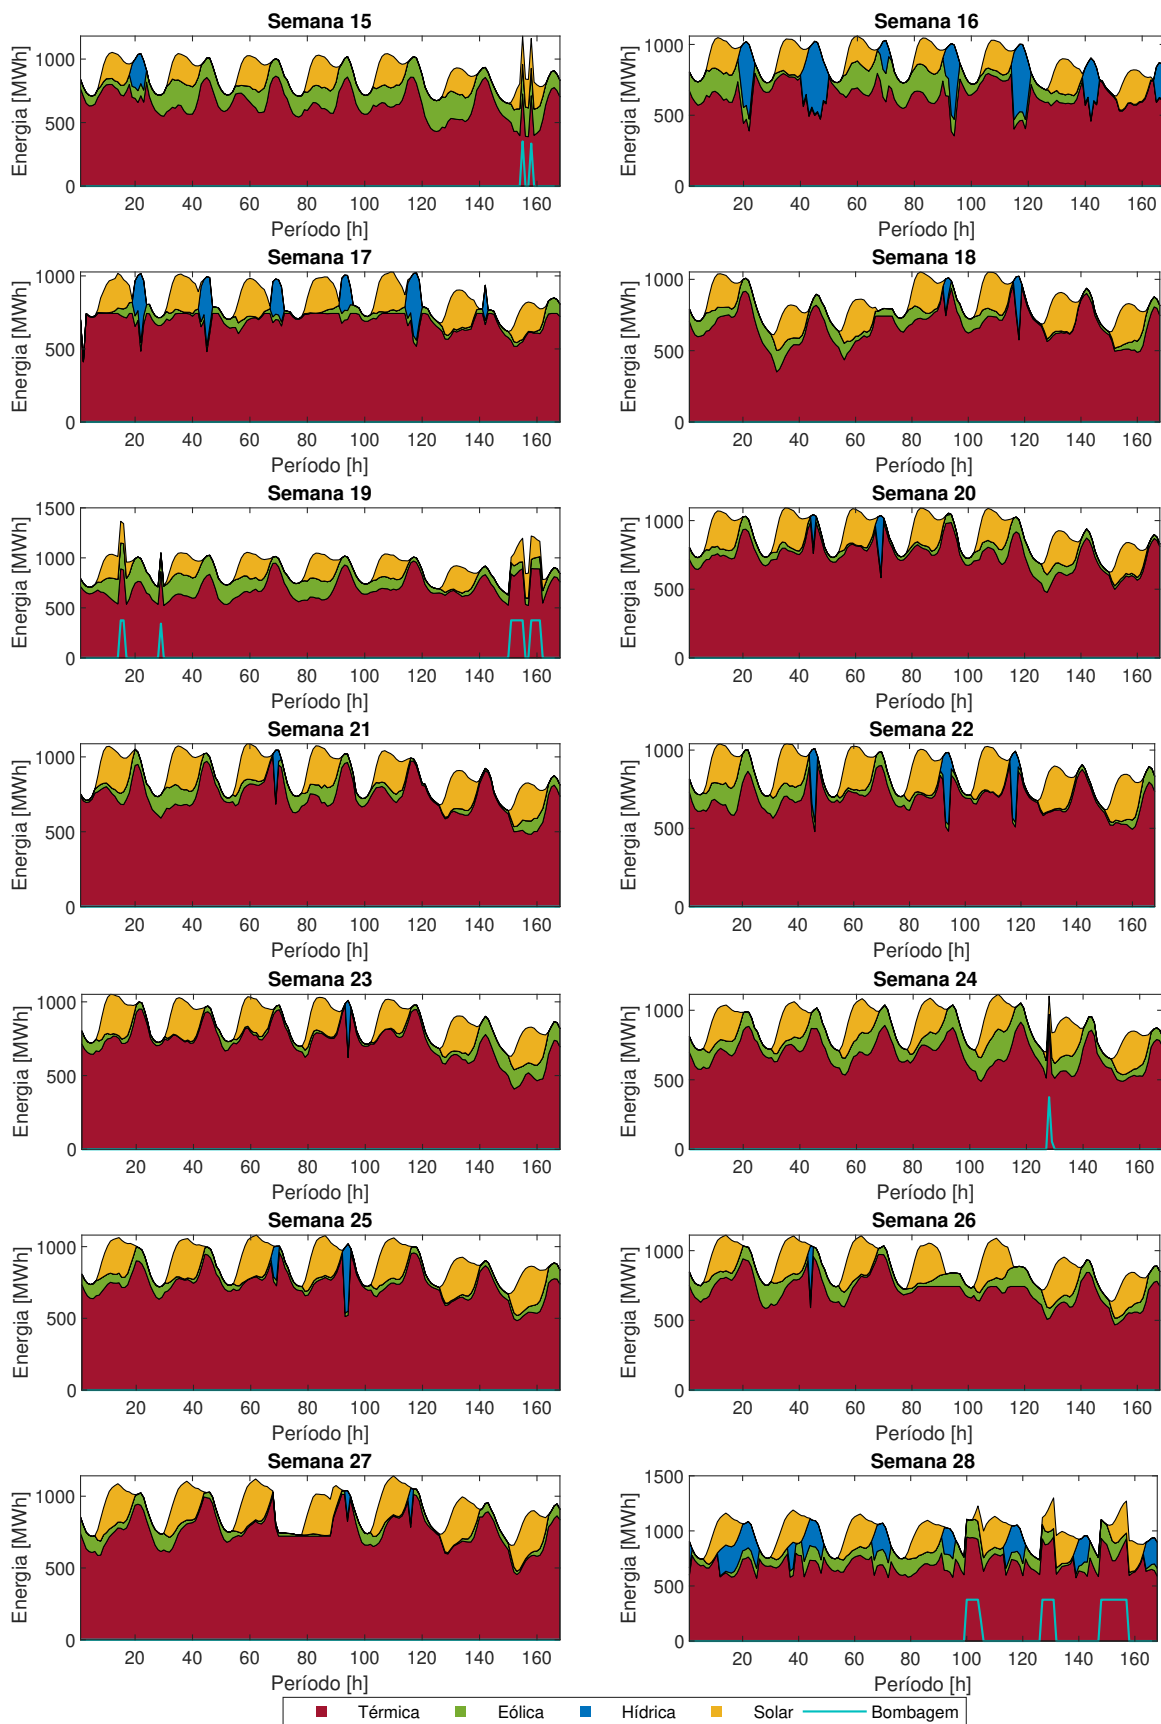 Semana 15
Energia [MWh]
1000
500
0
20 40 60 80 100 120 140 160
Período [h]
Semana 16
Energia [MWh]
1000
500
0
20 40 60 80 100 120 140 160
Período [h]
Semana 17
Energia [MWh]
1000
500
0
20 40 60 80 100 120 140 160
Período [h]
Semana 18
Energia [MWh]
1000
500
0
20 40 60 80 100 120 140 160
Período [h]
Semana 19
Energia [MWh]
1500
1000
500
0
20 40 60 80 100 120 140 160
Período [h]
Semana 20
Energia [MWh]
1000
500
0
20 40 60 80 100 120 140 160
Período [h]
Semana 21
Energia [MWh]
1000
500
0
20 40 60 80 100 120 140 160
Período [h]
Semana 22
Energia [MWh]
1000
500
0
20 40 60 80 100 120 140 160
Período [h]
Semana 23
Energia [MWh]
1000
500
0
20 40 60 80 100 120 140 160
Período [h]
Semana 24
Energia [MWh]
1000
500
0
20 40 60 80 100 120 140 160
Período [h]
Semana 25
Energia [MWh]
1000
500
0
20 40 60 80 100 120 140 160
Período [h]
Semana 26
Energia [MWh]
1000
500
0
20 40 60 80 100 120 140 160
Período [h]
Semana 27
Energia [MWh]
1000
500
0
20 40 60 80 100 120 140 160
Período [h]
Semana 28
Energia [MWh]
1500
1000
500
0
20 40 60 80 100 120 140 160
Período [h]
Térmica Eólica Hídrica Solar Bombagem